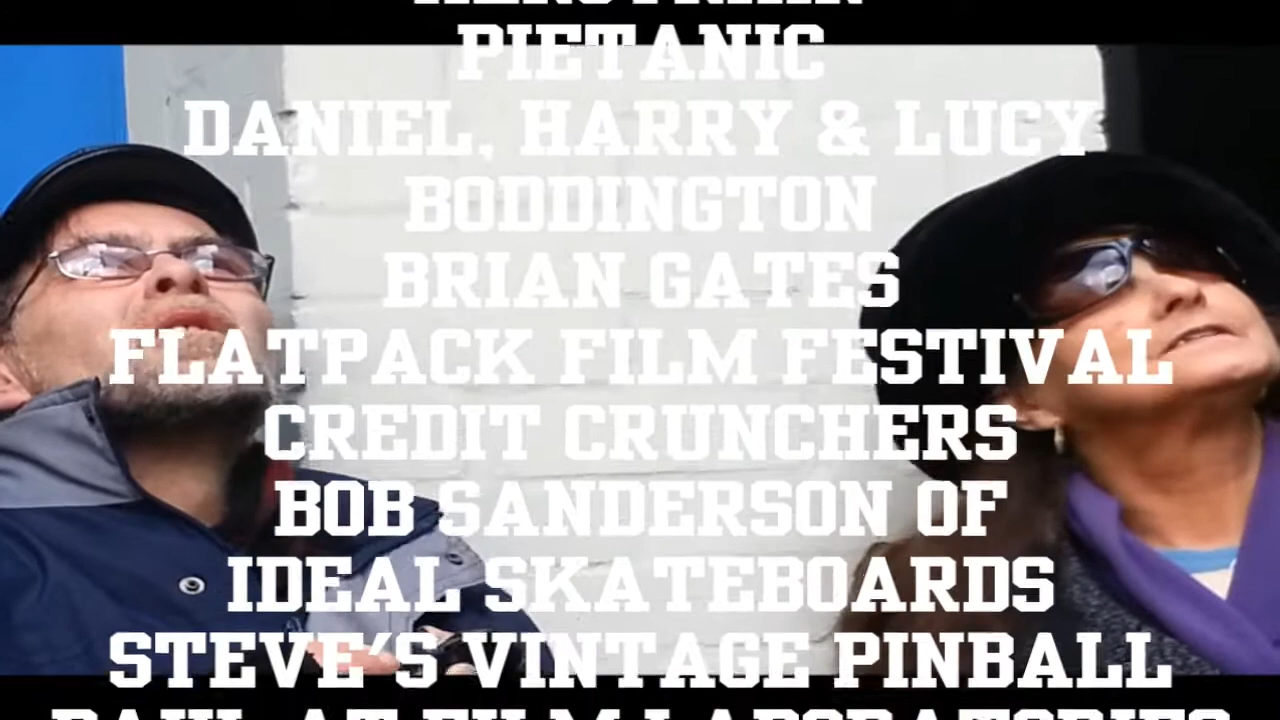 PIETANIC
DANIEL, HARRY & LUCY
BODDINGTON
BRIAN GATES
FLATPACK FILM FESTIVAL
CREDIT CRUNCHERS
BOB SANDERSON OF
IDEAL SKATEBOARDS
STEVE'S VINTAGE PINBALL